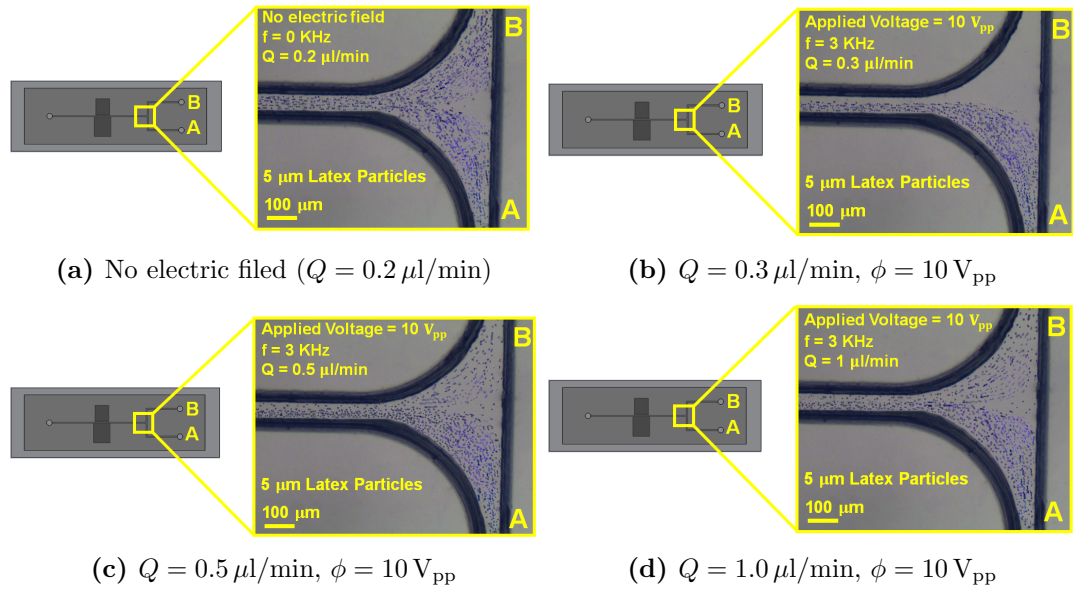 No electric field
f = 0 KHz
Q = 0.2 µl/min
B
B
A
5 µm Latex Particles
100 µm
A
(a) No electric filed (Q = 0.2 µl/min)
Applied Voltage = 10 Vpp
f = 3 KHz
Q = 0.3 µl/min
B
B
A
5 µm Latex Particles
100 µm
A
(b) Q = 0.3 µl/min, ϕ = 10 Vpp
Applied Voltage = 10 Vpp
f = 3 KHz
Q = 0.5 µl/min
B
B
A
5 µm Latex Particles
100 µm
A
(c) Q = 0.5 µl/min, ϕ = 10 Vpp
Applied Voltage = 10 Vpp
f = 3 KHz
Q = 1 µl/min
B
B
A
5 µm Latex Particles
100 µm
A
(d) Q = 1.0 µl/min, ϕ = 10 Vpp